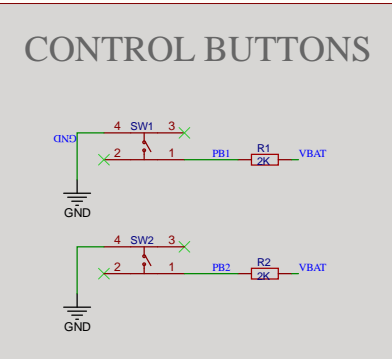 CONTROL BUTTONS
4 SW1 3
GND
2 1 PB1 R1 VBAT
2K
GND
4 SW2 3
2 1 PB2 R2 VBAT
2K
GND